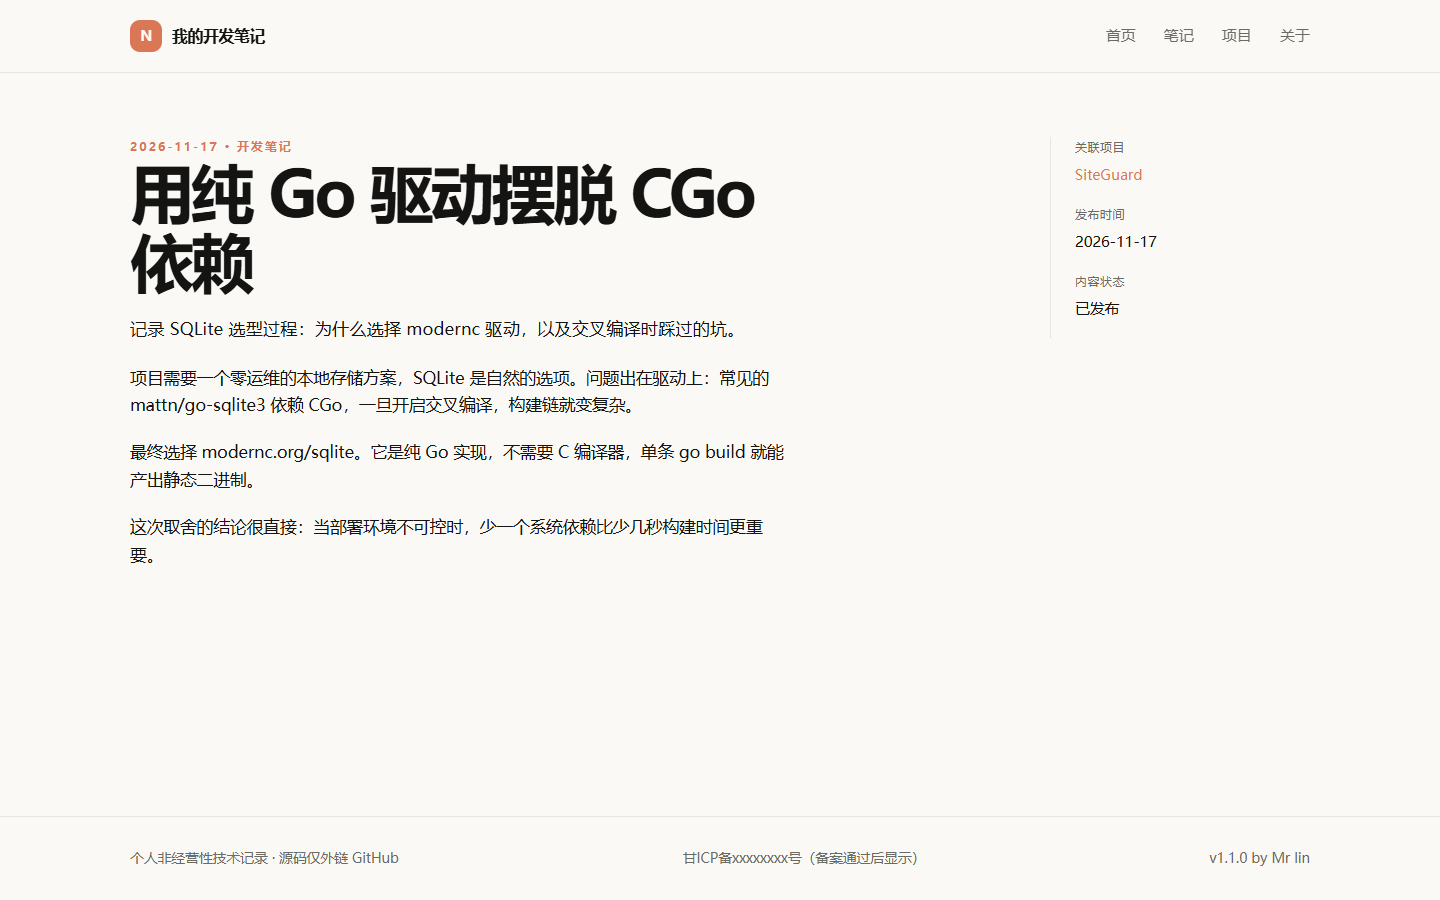 N 我的开发笔记
首页 笔记 项目 关于
2026-11-17 • 开发笔记
用纯 Go 驱动摆脱 CGo
依赖
记录 SQLite 选型过程：为什么选择 modernc 驱动，以及交叉编译时踩过的坑。
项目需要一个零运维的本地存储方案，SQLite 是自然的选项。问题出在驱动上：常见的
mattn/go-sqlite3 依赖 CGo，一旦开启交叉编译，构建链就变复杂。
最终选择 modernc.org/sqlite。它是纯 Go 实现，不需要 C 编译器，单条 go build 就能
产出静态二进制。
这次取舍的结论很直接：当部署环境不可控时，少一个系统依赖比少几秒构建时间更重
要。
关联项目
SiteGuard
发布时间
2026-11-17
内容状态
已发布
个人非经营性技术记录 · 源码仅外链 GitHub
甘ICP备xxxxxxxx号（备案通过后显示）
v1.1.0 by Mr lin